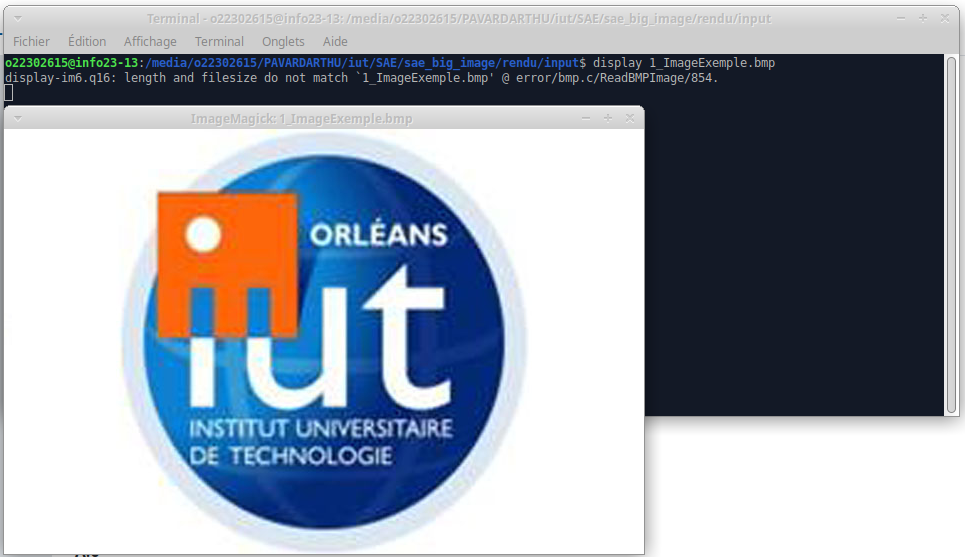 Terminal - o22302615@info23-13: /media/o22302615/PAVARDARTHU/iut/SAE/sae_big_image/rendu/input
Fichier Édition Affichage Terminal Onglets Aide
o22302615@info23-13:/media/o22302615/PAVARDARTHU/iut/SAE/sae_big_image/rendu/input$ display 1_ImageExemple.bmp
display-im6.q16: length and filesize do not match `1_ImageExemple.bmp' @ error/bmp.c/ReadBMPImage/854.
ImageMagick: 1_ImageExemple.bmp
ORLÉANS
iut
INSTITUT UNIVERSITAIRE
DE TECHNOLOGIE